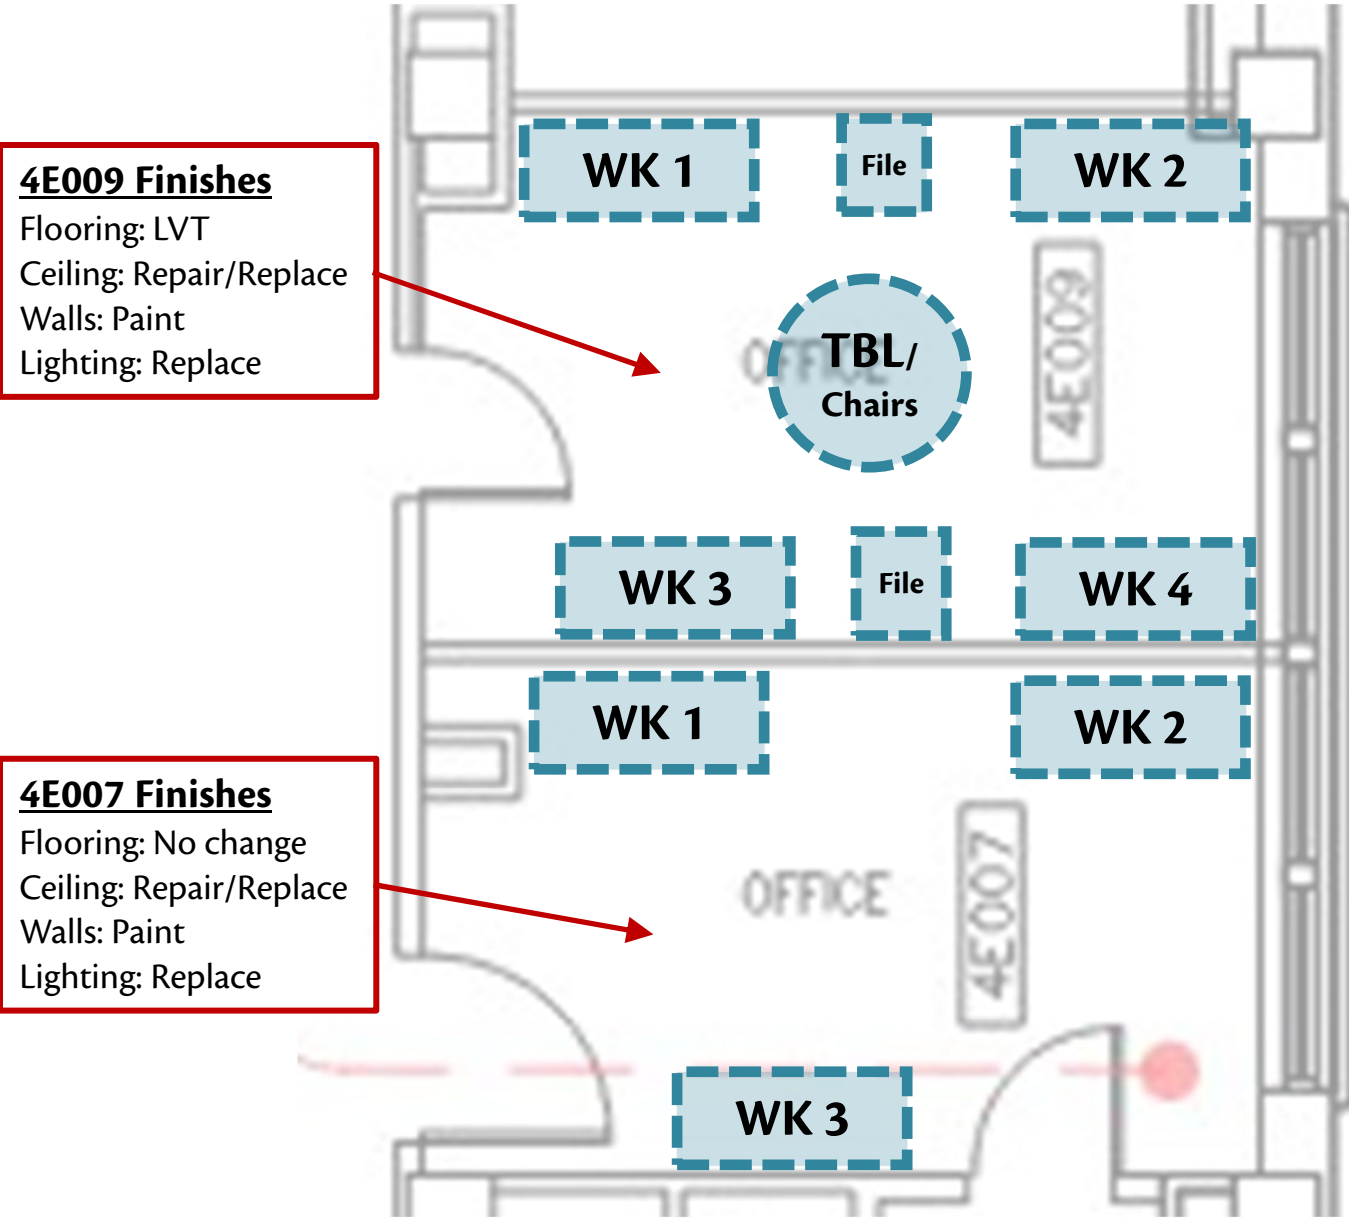 4E009 Finishes
Flooring: LVT
Ceiling: Repair/Replace
Walls: Paint
Lighting: Replace
WK 1
File
WK 2
4E009
OFFICE
TBL/
Chairs
WK 3
File
WK 4
WK 1
WK 2
4E007 Finishes
Flooring: No change
Ceiling: Repair/Replace
Walls: Paint
Lighting: Replace
OFFICE
4E007
WK 3